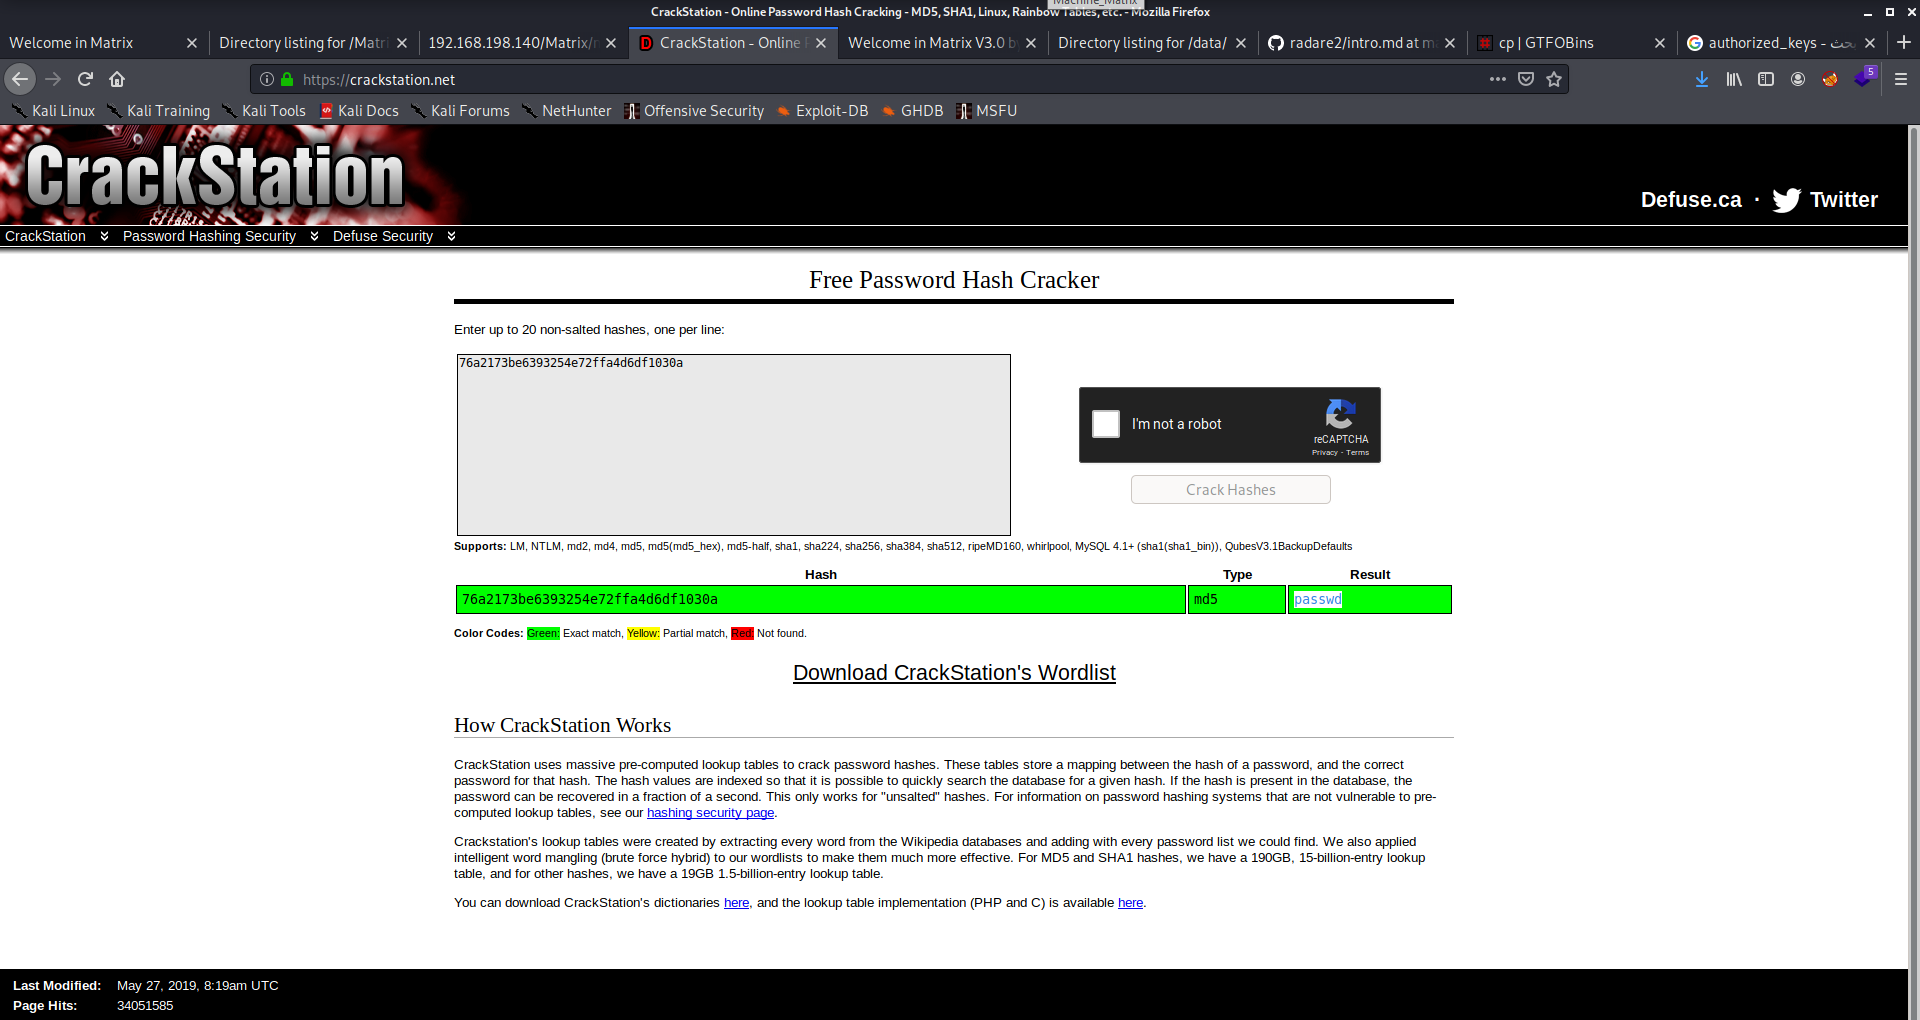 Machine_Matrix
CrackStation - Online Password Hash Cracking - MD5, SHA1, Linux, Rainbow Tables, etc. - Mozilla Firefox
Welcome in Matrix
Directory listing for /Matri
192.168.198.140/Matrix/
CrackStation - Online
Welcome in Matrix V3.0 b
Directory listing for /data/
radare2/intro.md at m
cp | GTFOBins
authorized_keys - بحث
https://crackstation.net
5
Kali Linux
Kali Training
Kali Tools
Kali Docs
Kali Forums
NetHunter
Offensive Security
Exploit-DB
GHDB
MSFU
CrackStation
Defuse.ca · Twitter
CrackStation
Password Hashing Security
Defuse Security
Free Password Hash Cracker
Enter up to 20 non-salted hashes, one per line:
76a2173be6393254e72ffa4d6df1030a
I'm not a robot
reCAPTCHA
Privacy - Terms
Crack Hashes
Supports: LM, NTLM, md2, md4, md5, md5(md5_hex), md5-half, sha1, sha224, sha256, sha384, sha512, ripeMD160, whirlpool, MySQL 4.1+ (sha1(sha1_bin)), QubesV3.1BackupDefaults
Hash Type Result
76a2173be6393254e72ffa4d6df1030a md5 passwd
Color Codes: Green: Exact match, Yellow: Partial match, Red: Not found.
Download CrackStation's Wordlist
How CrackStation Works
CrackStation uses massive pre-computed lookup tables to crack password hashes. These tables store a mapping between the hash of a password, and the correct
password for that hash. The hash values are indexed so that it is possible to quickly search the database for a given hash. If the hash is present in the database, the
password can be recovered in a fraction of a second. This only works for "unsalted" hashes. For information on password hashing systems that are not vulnerable to pre-
computed lookup tables, see our hashing security page.
Crackstation's lookup tables were created by extracting every word from the Wikipedia databases and adding with every password list we could find. We also applied
intelligent word mangling (brute force hybrid) to our wordlists to make them much more effective. For MD5 and SHA1 hashes, we have a 190GB, 15-billion-entry lookup
table, and for other hashes, we have a 19GB 1.5-billion-entry lookup table.
You can download CrackStation's dictionaries here, and the lookup table implementation (PHP and C) is available here.
Last Modified: May 27, 2019, 8:19am UTC
Page Hits: 34051585